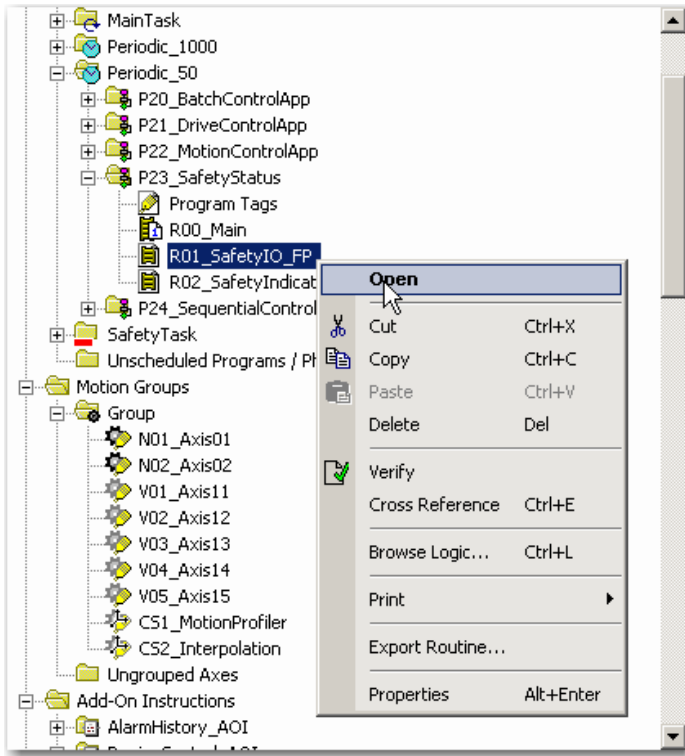 MainTask
Periodic_1000
Periodic_50
P20_BatchControlApp
P21_DriveControlApp
P22_MotionControlApp
P23_SafetyStatus
Program Tags
R00_Main
R01_SafetyIO_FP
R02_SafetyIndicat
P24_SequentialControl
SafetyTask
Unscheduled Programs / Ph
Motion Groups
Group
N01_Axis01
N02_Axis02
V01_Axis11
V02_Axis12
V03_Axis13
V04_Axis14
V05_Axis15
CS1_MotionProfiler
CS2_Interpolation
Ungrouped Axes
Add-On Instructions
AlarmHistory_AOI
Open
Cut Ctrl+X
Copy Ctrl+C
Paste Ctrl+V
Delete Del
Verify
Cross Reference Ctrl+E
Browse Logic... Ctrl+L
Print
Export Routine...
Properties Alt+Enter